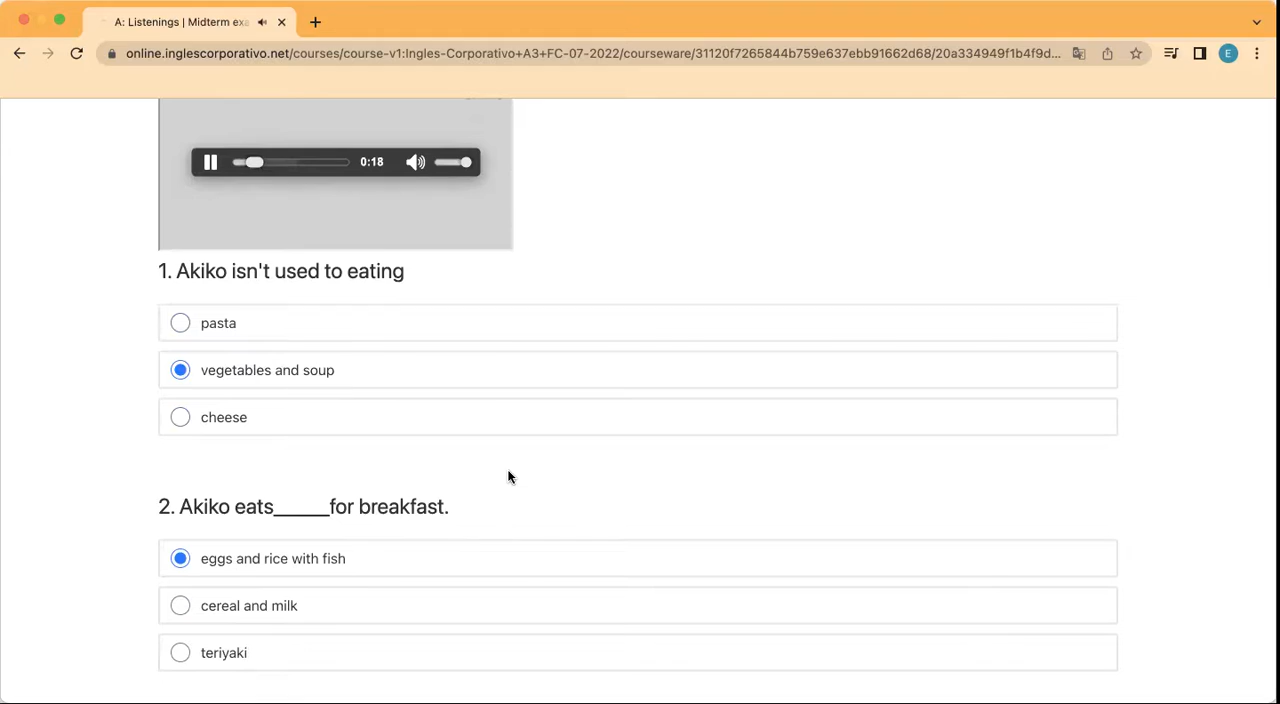 A: Listenings | Midterm exa
online.inglescorporativo.net/courses/course-v1:Ingles-Corporativo+A3+FC-07-2022/courseware/31120f7265844b759e637ebb91662d68/20a334949f1b4f9d...
E
0:18
1. Akiko isn't used to eating
pasta
vegetables and soup
cheese
2. Akiko eats______for breakfast.
eggs and rice with fish
cereal and milk
teriyaki